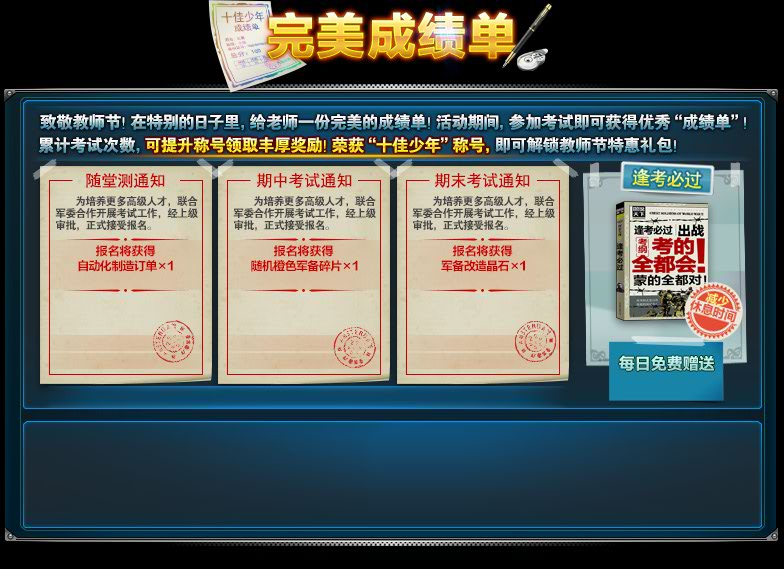 十佳少年
成绩单
完美成绩单
致敬教师节！在特别的日子里，给老师一份完美的成绩单！活动期间，参加考试即可获得优秀“成绩单”！
累计考试次数，可提升称号领取丰厚奖励！荣获“十佳少年”称号，即可解锁教师节特惠礼包！
随堂测通知
为培养更多高级人才，联合
军委合作开展考试工作，经上级
审批，正式接受报名。
报名将获得
自动化制造订单×1
期中考试通知
为培养更多高级人才，联合
军委合作开展考试工作，经上级
审批，正式接受报名。
报名将获得
随机橙色军备碎片×1
期末考试通知
为培养更多高级人才，联合
军委合作开展考试工作，经上级
审批，正式接受报名。
报名将获得
军备改造晶石×1
逢考必过
逢考必过 出战
考纲
考的
全都会！
蒙的全都对！
逢考必过
减少
休息时间
每日免费赠送